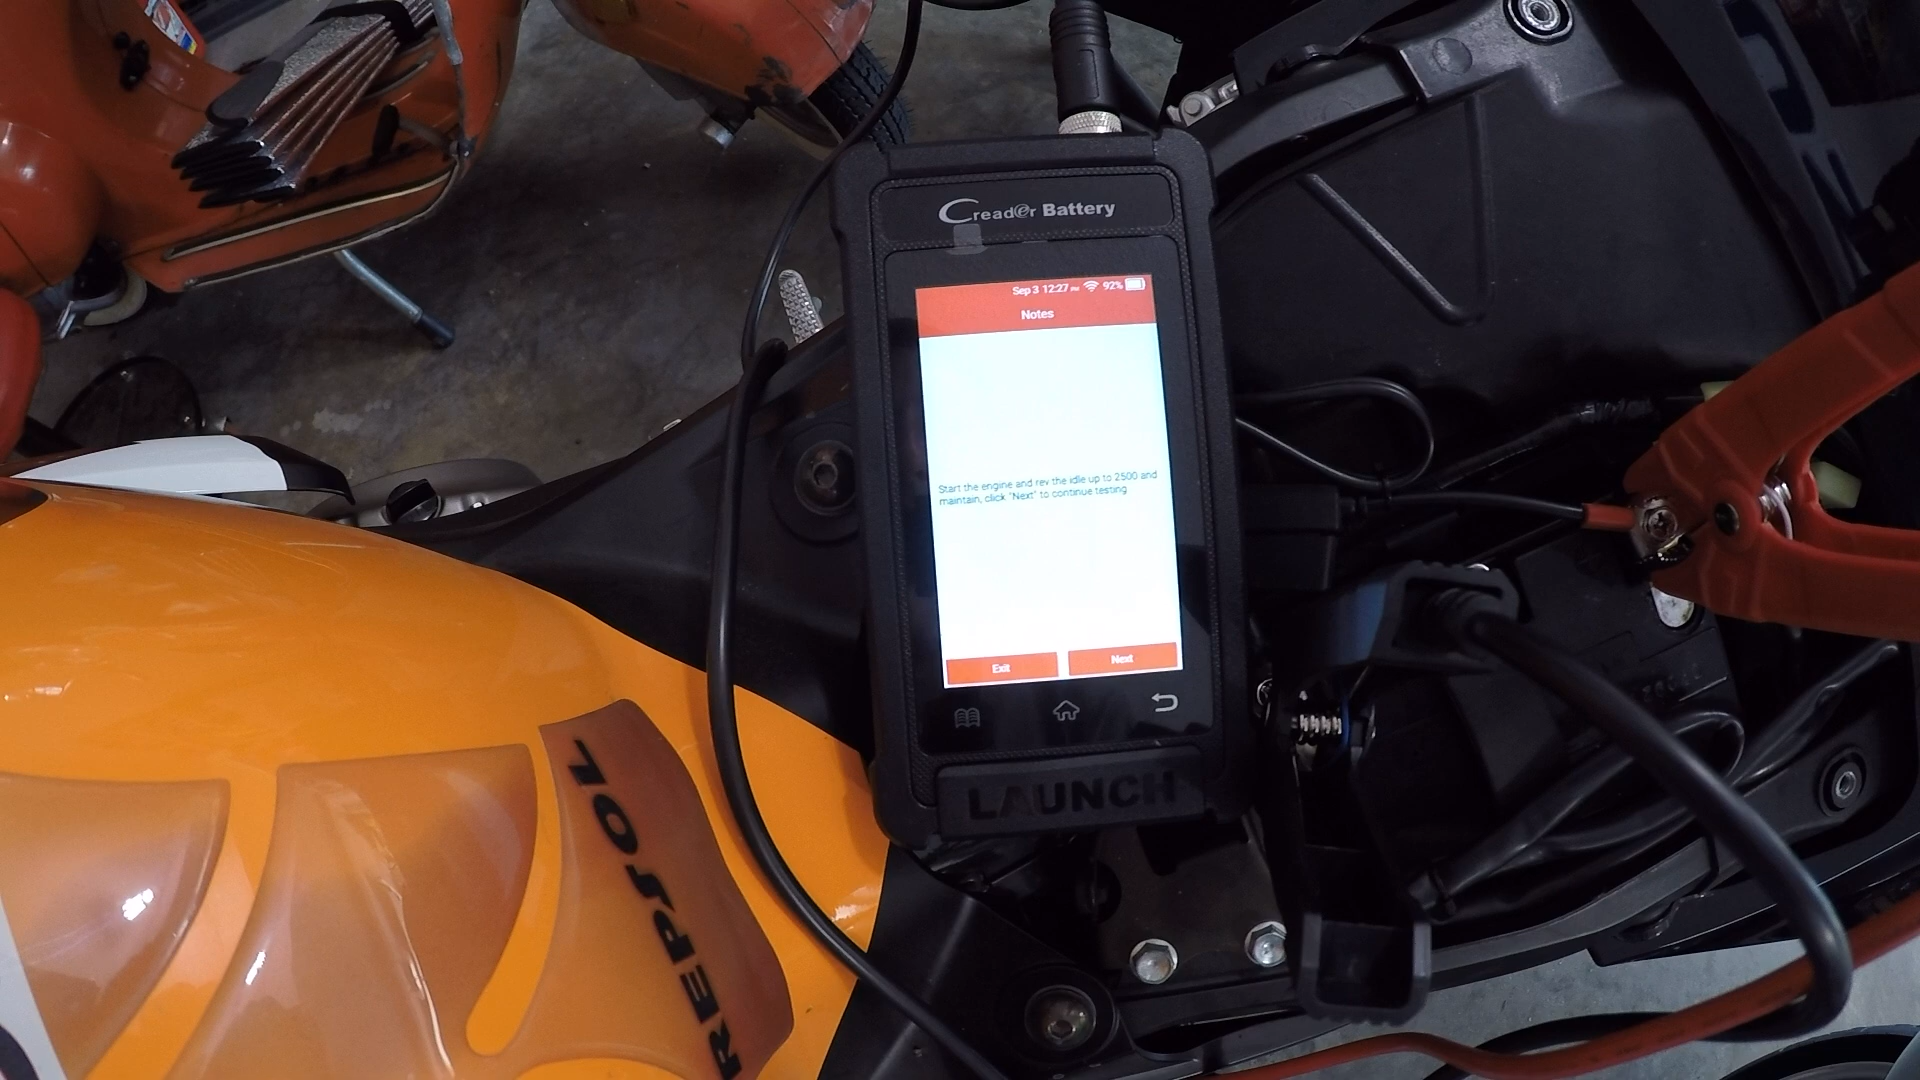 Creader Battery
Sep 3 12:27 PM 92%
Notes
Start the engine and rev the idle up to 2500 and
maintain, click "Next" to continue testing
Exit
Next
LAUNCH
REPSOL